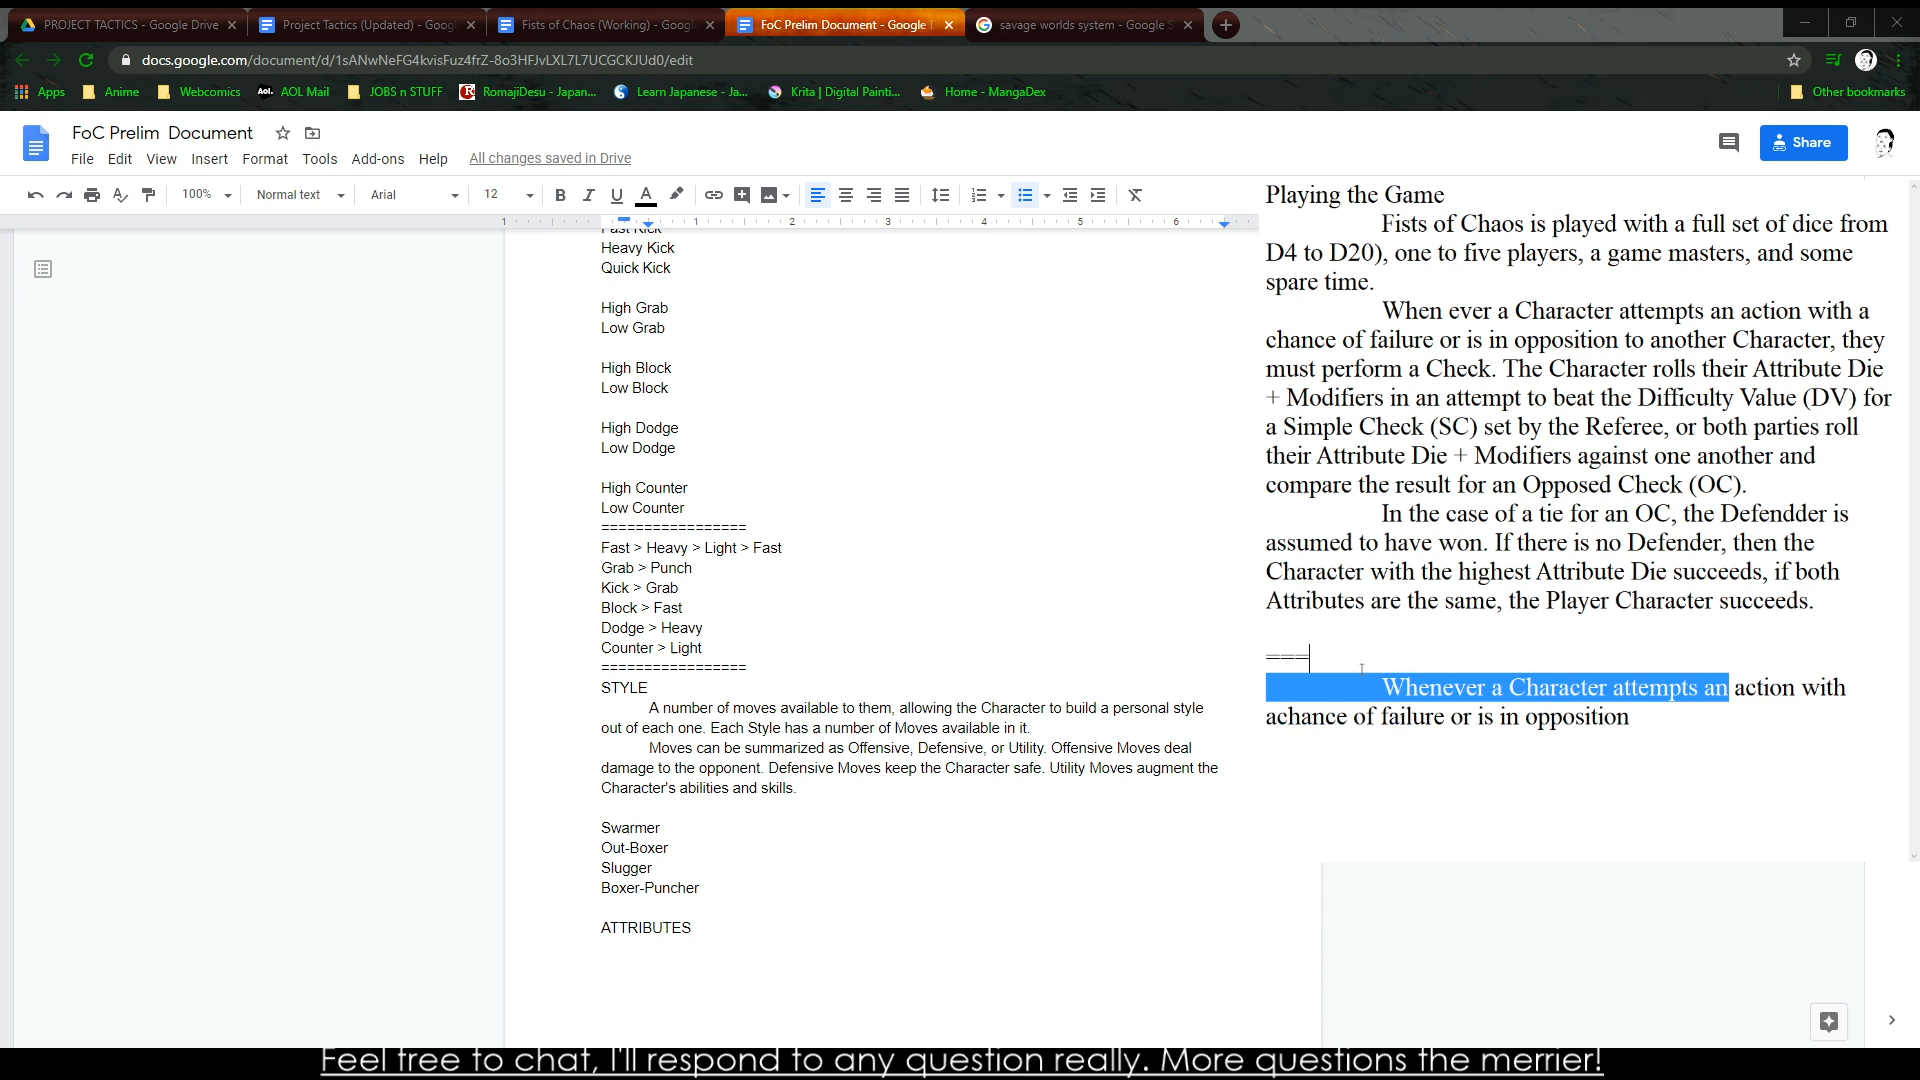 PROJECT TACTICS - Google Drive
Project Tactics (Updated) - Goog
Fists of Chaos (Working) - Googl
FoC Prelim Document - Google D
savage worlds system - Google S
docs.google.com/document/d/1sANwNeFG4kvisFuz4frZ-8o3HFJvLXL7L7UCGCKJUd0/edit
Apps Anime Webcomics Aol. AOL Mail JOBS n STUFF RomajiDesu - Japan... Learn Japanese - Ja... Krita | Digital Painti... Home - MangaDex Other bookmarks
FoC Prelim Document
Share
File Edit View Insert Format Tools Add-ons Help All changes saved in Drive
100% Normal text Arial 12
1 1 2 3 4 5 6
Fast Kick
Heavy Kick
Quick Kick
High Grab
Low Grab
High Block
Low Block
High Dodge
Low Dodge
High Counter
Low Counter
=================
Fast > Heavy > Light > Fast
Grab > Punch
Kick > Grab
Block > Fast
Dodge > Heavy
Counter > Light
=================
STYLE
A number of moves available to them, allowing the Character to build a personal style
out of each one. Each Style has a number of Moves available in it.
Moves can be summarized as Offensive, Defensive, or Utility. Offensive Moves deal
damage to the opponent. Defensive Moves keep the Character safe. Utility Moves augment the
Character's abilities and skills.
Swarmer
Out-Boxer
Slugger
Boxer-Puncher
ATTRIBUTES
Playing the Game
Fists of Chaos is played with a full set of dice from
D4 to D20), one to five players, a game masters, and some
spare time.
When ever a Character attempts an action with a
chance of failure or is in opposition to another Character, they
must perform a Check. The Character rolls their Attribute Die
+ Modifiers in an attempt to beat the Difficulty Value (DV) for
a Simple Check (SC) set by the Referee, or both parties roll
their Attribute Die + Modifiers against one another and
compare the result for an Opposed Check (OC).
In the case of a tie for an OC, the Defendder is
assumed to have won. If there is no Defender, then the
Character with the highest Attribute Die succeeds, if both
Attributes are the same, the Player Character succeeds.
===
Whenever a Character attempts an action with
achance of failure or is in opposition
Feel free to chat, I'll respond to any question really. More questions the merrier!